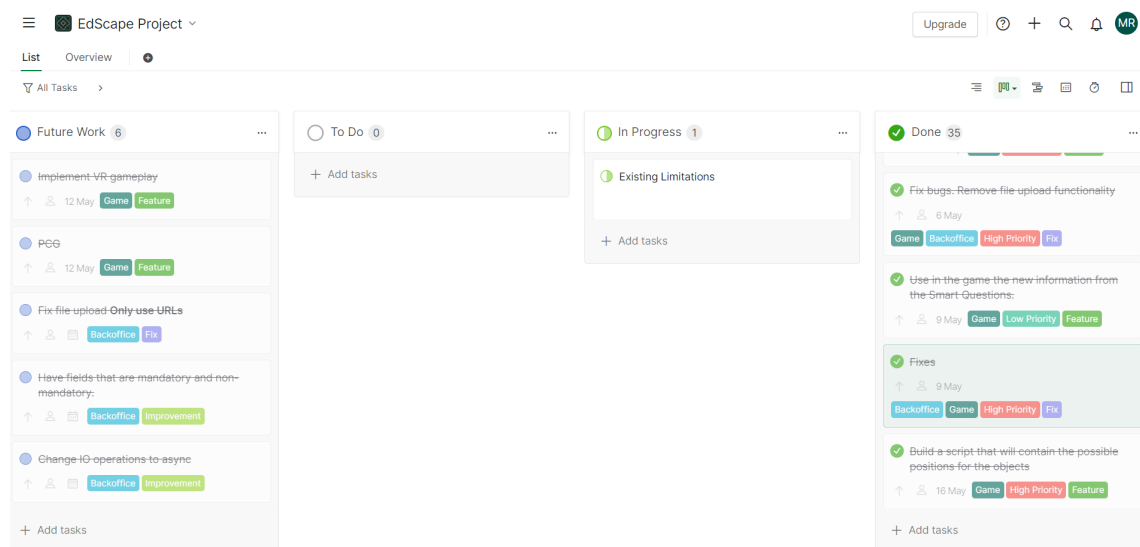 EdScape Project
Upgrade
MR
List
Overview
All Tasks
Future Work 6
Implement VR gameplay
12 May Game Feature
PCG
12 May Game Feature
Fix file upload Only use URLs
Backoffice Fix
Have fields that are mandatory and non-
mandatory.
Backoffice Improvement
Change IO operations to async
Backoffice Improvement
+ Add tasks
To Do 0
+ Add tasks
In Progress 1
Existing Limitations
+ Add tasks
Done 35
Fix bugs. Remove file upload functionality
6 May
Game Backoffice High Priority Fix
Use in the game the new information from
the Smart Questions.
9 May Game Low Priority Feature
Fixes
9 May
Backoffice Game High Priority Fix
Build a script that will contain the possible
positions for the objects
16 May Game High Priority Feature
+ Add tasks